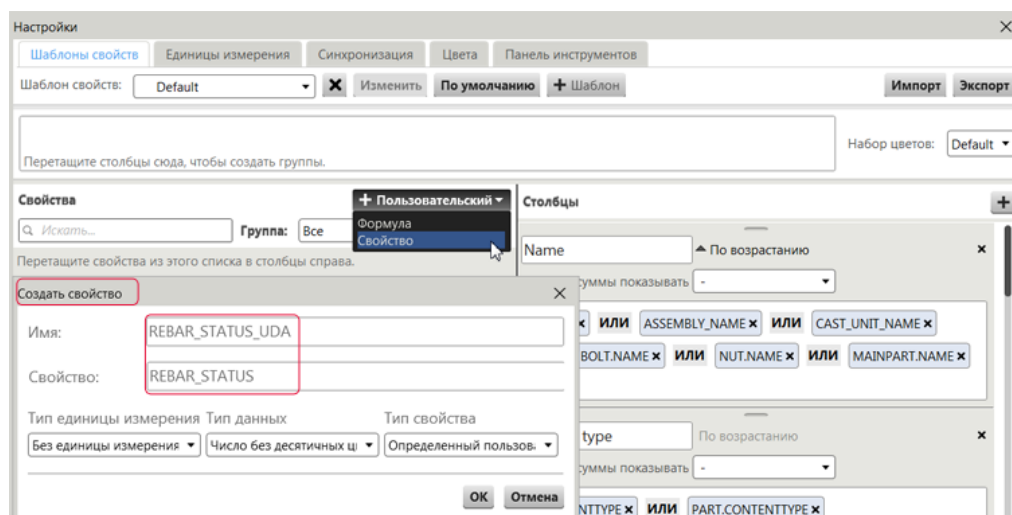 Настройки
Шаблоны свойств Единицы измерения Синхронизация Цвета Панель инструментов
Шаблон свойств: Default Изменить По умолчанию + Шаблон Импорт Экспорт
Перетащите столбцы сюда, чтобы создать группы.
Набор цветов: Default
Свойства + Пользовательский Столбцы
Искать... Группа: Все
Формула
Свойство
Перетащите свойства из этого списка в столбцы справа.
Name По возрастанию
суммы показывать -
ИЛИ ASSEMBLY_NAME ИЛИ CAST_UNIT_NAME
BOLT.NAME ИЛИ NUT.NAME ИЛИ MAINPART.NAME
type По возрастанию
суммы показывать -
NTTYPE ИЛИ PART.CONTENTTYPE
Создать свойство
Имя: REBAR_STATUS_UDA
Свойство: REBAR_STATUS
Тип единицы измерения Тип данных Тип свойства
Без единицы измерения Число без десятичных ц Определенный пользов.
ОК Отмена